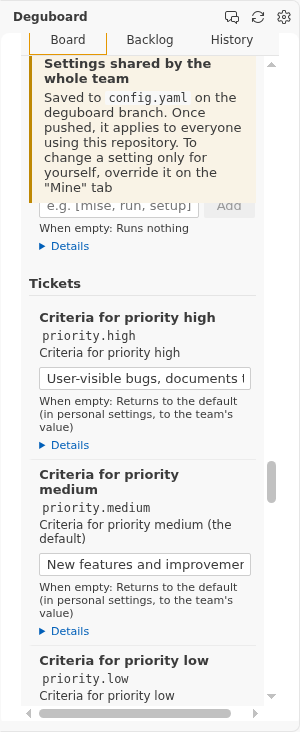 Deguboard
Board Backlog History
Settings shared by the
whole team
Saved to config.yaml on the
deguboard branch. Once
pushed, it applies to everyone
using this repository. To
change a setting only for
yourself, override it on the
"Mine" tab
e.g. [mise, run, setup] Add
When empty: Runs nothing
Details
Tickets
Criteria for priority high
priority.high
Criteria for priority high
User-visible bugs, documents
When empty: Returns to the default
(in personal settings, to the team's
value)
Details
Criteria for priority
medium
priority.medium
Criteria for priority medium (the
default)
New features and improvemen
When empty: Returns to the default
(in personal settings, to the team's
value)
Details
Criteria for priority low
priority.low
Criteria for priority low